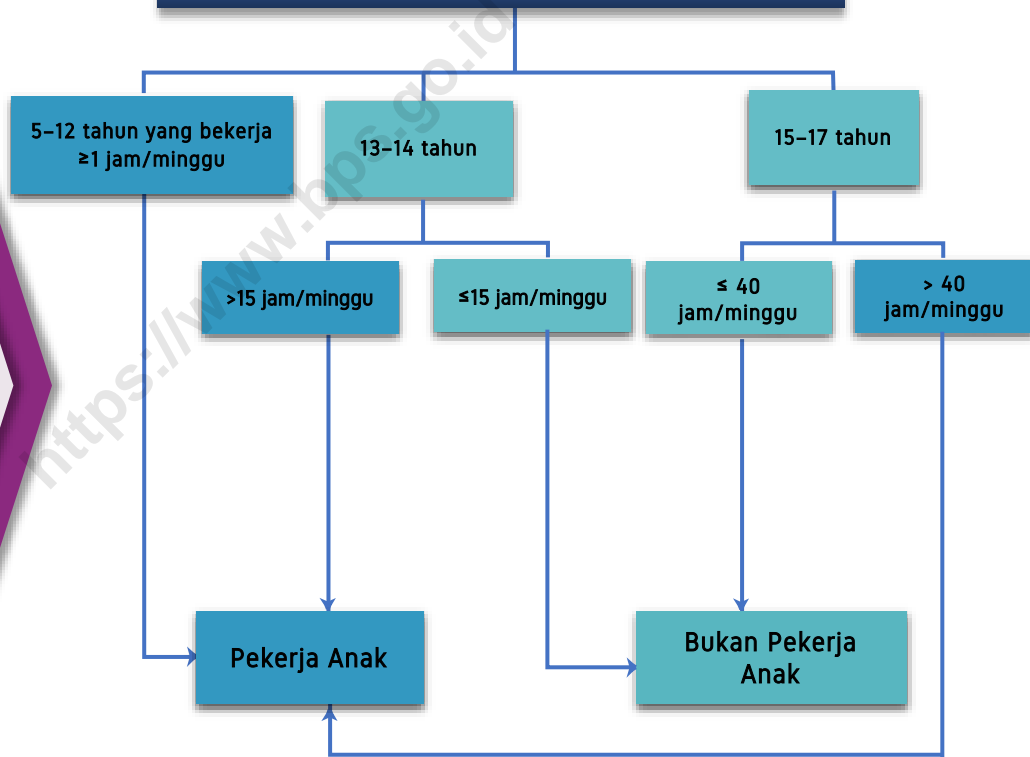 5-12 tahun yang bekerja
≥1 jam/minggu
13-14 tahun
15-17 tahun
>15 jam/minggu
≤15 jam/minggu
≤ 40
jam/minggu
> 40
jam/minggu
Pekerja Anak
Bukan Pekerja
Anak
https://www.bps.go.id